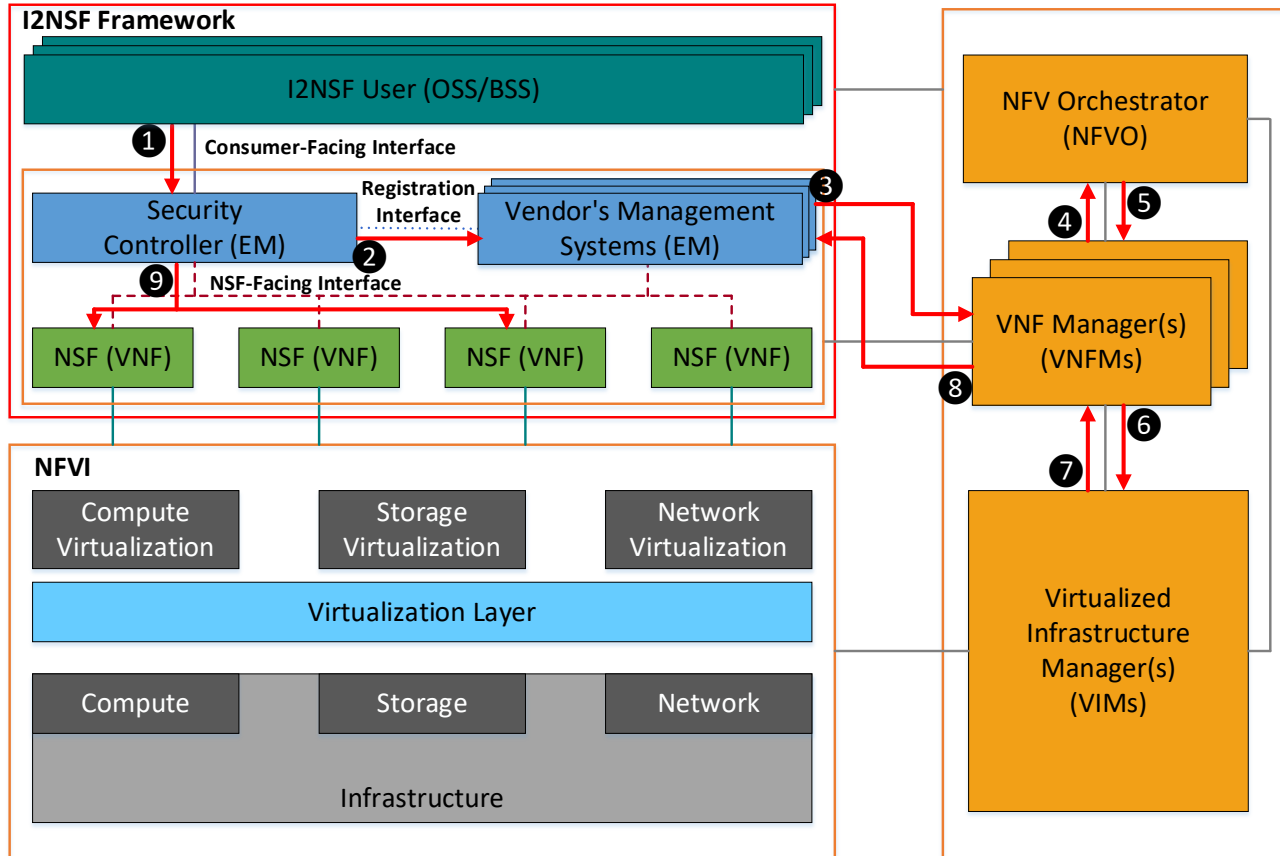 I2NSF Framework
I2NSF User (OSS/BSS)
1
Consumer-Facing Interface
Security
Controller (EM)
Registration
Interface
2
Vendor's Management
Systems (EM)
3
9
NSF-Facing Interface
NSF (VNF)
NSF (VNF)
NSF (VNF)
NSF (VNF)
NFV Orchestrator
(NFVO)
4
5
VNF Manager(s)
(VNFMs)
8
6
7
Virtualized
Infrastructure
Manager(s)
(VIMs)
NFVI
Compute
Virtualization
Storage
Virtualization
Network
Virtualization
Virtualization Layer
Compute
Storage
Network
Infrastructure